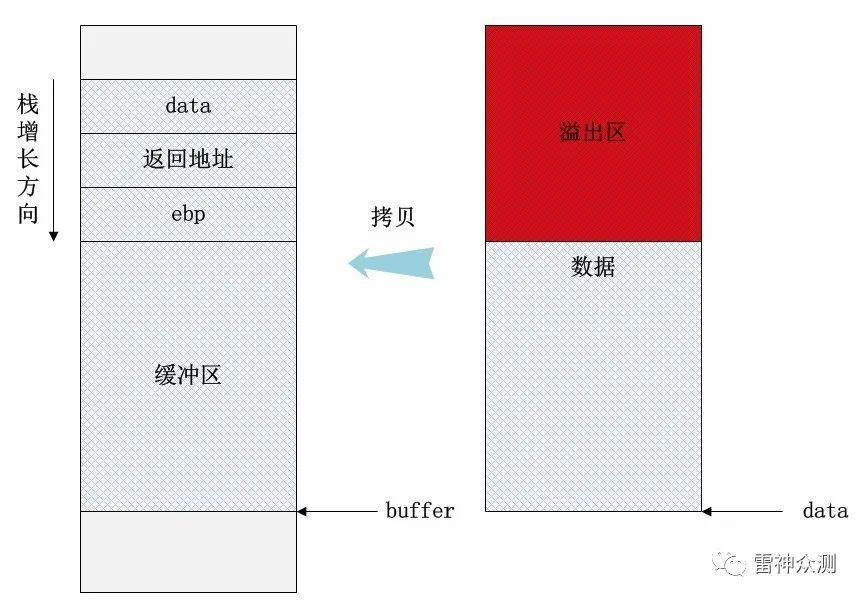 栈增长方向
data
返回地址
ebp
缓冲区
buffer
拷贝
溢出区
数据
data
雷神众测